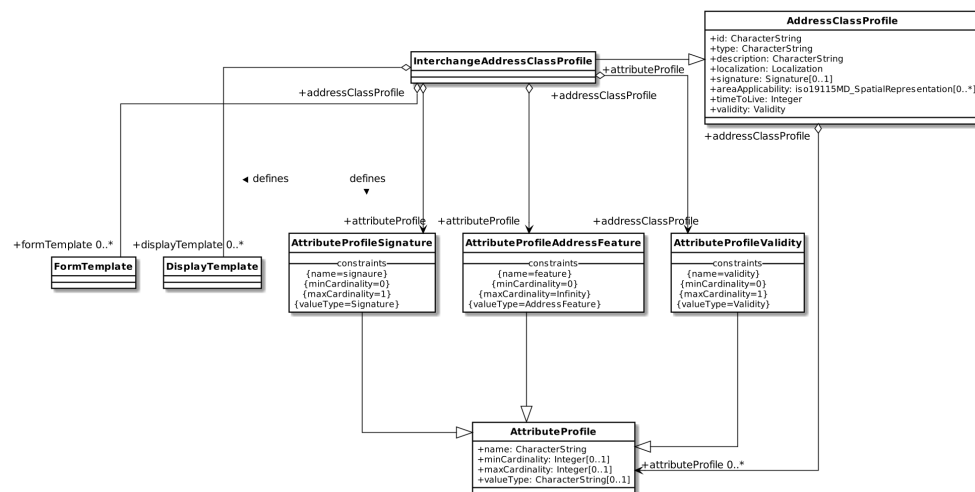 AddressClassProfile
+id: CharacterString
+type: CharacterString
+description: CharacterString
+localization: Localization
+signature: Signature[0..1]
+areaApplicability: iso19115MD_SpatialRepresentation[0..*]
+timeToLive: Integer
+validity: Validity
InterchangeAddressClassProfile
+attributeProfile
+addressClassProfile
+addressClassProfile
+addressClassProfile
◄ defines
defines
▼
+attributeProfile
+attributeProfile
+addressClassProfile
+formTemplate 0..*
+displayTemplate 0..*
FormTemplate
DisplayTemplate
AttributeProfileSignature
constraints
{name=signaure}
{minCardinality=0}
{maxCardinality=1}
{valueType=Signature}
AttributeProfileAddressFeature
constraints
{name=feature}
{minCardinality=0}
{maxCardinality=Infinity}
{valueType=AddressFeature}
AttributeProfileValidity
constraints
{name=validity}
{minCardinality=0}
{maxCardinality=1}
{valueType=Validity}
AttributeProfile
+name: CharacterString
+minCardinality: Integer[0..1]
+maxCardinality: Integer[0..1]
+valueType: CharacterString[0..1]
+attributeProfile 0..*